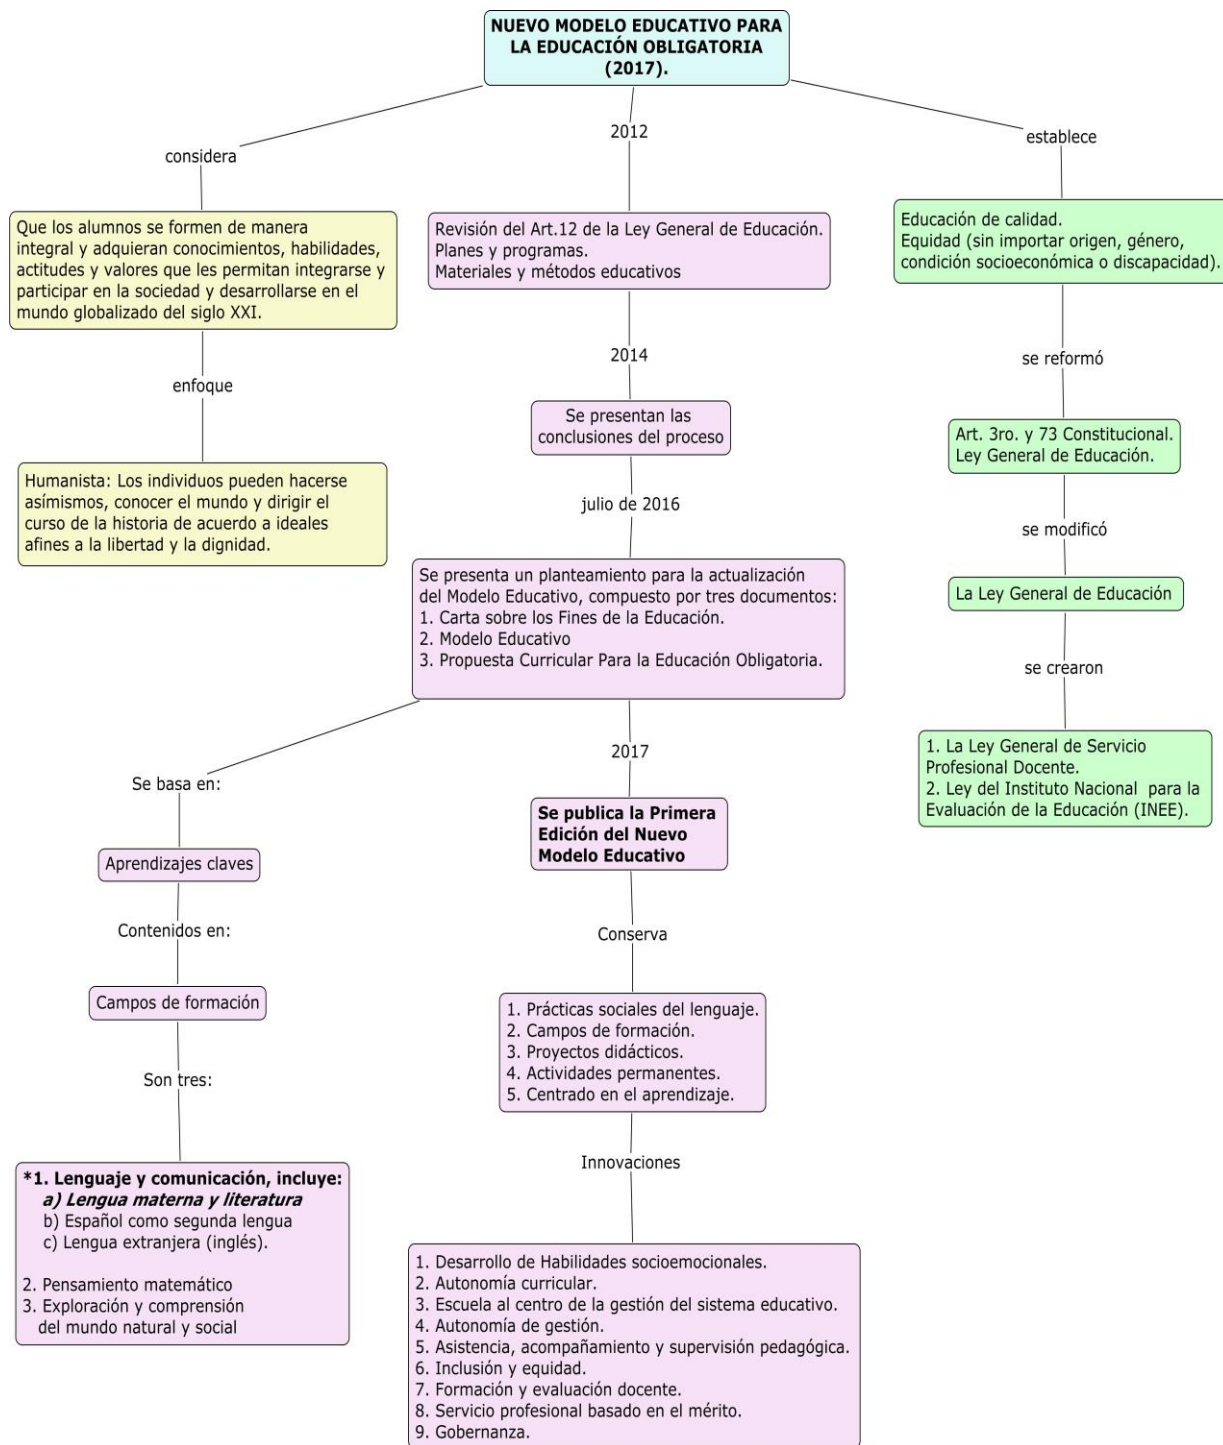 NUEVO MODELO EDUCATIVO PARA
LA EDUCACIÓN OBLIGATORIA
(2017).
considera
Que los alumnos se formen de manera
integral y adquieran conocimientos, habilidades,
actitudes y valores que les permitan integrarse y
participar en la sociedad y desarrollarse en el
mundo globalizado del siglo XXI.
enfoque
Humanista: Los individuos pueden hacerse
asímismos, conocer el mundo y dirigir el
curso de la historia de acuerdo a ideales
afines a la libertad y la dignidad.
2012
Revisión del Art.12 de la Ley General de Educación.
Planes y programas.
Materiales y métodos educativos
2014
Se presentan las
conclusiones del proceso
julio de 2016
Se presenta un planteamiento para la actualización
del Modelo Educativo, compuesto por tres documentos:
1. Carta sobre los Fines de la Educación.
2. Modelo Educativo
3. Propuesta Curricular Para la Educación Obligatoria.
Se basa en:
Aprendizajes claves
Contenidos en:
Campos de formación
Son tres:
*1. Lenguaje y comunicación, incluye:
a) Lengua materna y literatura
b) Español como segunda lengua
c) Lengua extranjera (inglés).
2. Pensamiento matemático
3. Exploración y comprensión
del mundo natural y social
2017
Se publica la Primera
Edición del Nuevo
Modelo Educativo
Conserva
1. Prácticas sociales del lenguaje.
2. Campos de formación.
3. Proyectos didácticos.
4. Actividades permanentes.
5. Centrado en el aprendizaje.
Innovaciones
1. Desarrollo de Habilidades socioemocionales.
2. Autonomía curricular.
3. Escuela al centro de la gestión del sistema educativo.
4. Autonomía de gestión.
5. Asistencia, acompañamiento y supervisión pedagógica.
6. Inclusión y equidad.
7. Formación y evaluación docente.
8. Servicio profesional basado en el mérito.
9. Gobernanza.
establece
Educación de calidad.
Equidad (sin importar origen, género,
condición socioeconómica o discapacidad).
se reformó
Art. 3ro. y 73 Constitucional.
Ley General de Educación.
se modificó
La Ley General de Educación
se crearon
1. La Ley General de Servicio
Profesional Docente.
2. Ley del Instituto Nacional para la
Evaluación de la Educación (INEE).